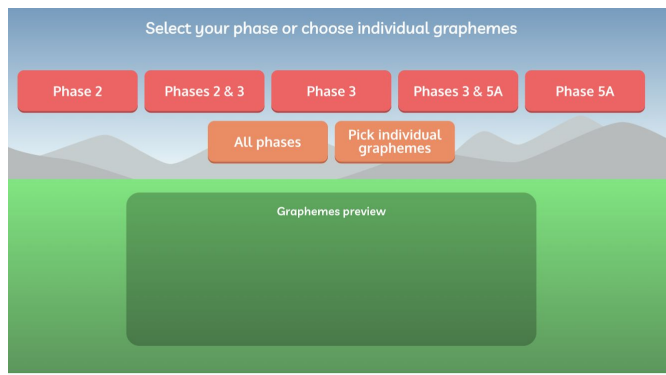 Select your phase or choose individual graphemes
Phase 2
Phases 2 & 3
Phase 3
Phases 3 & 5A
Phase 5A
All phases
Pick individual
graphemes
Graphemes preview